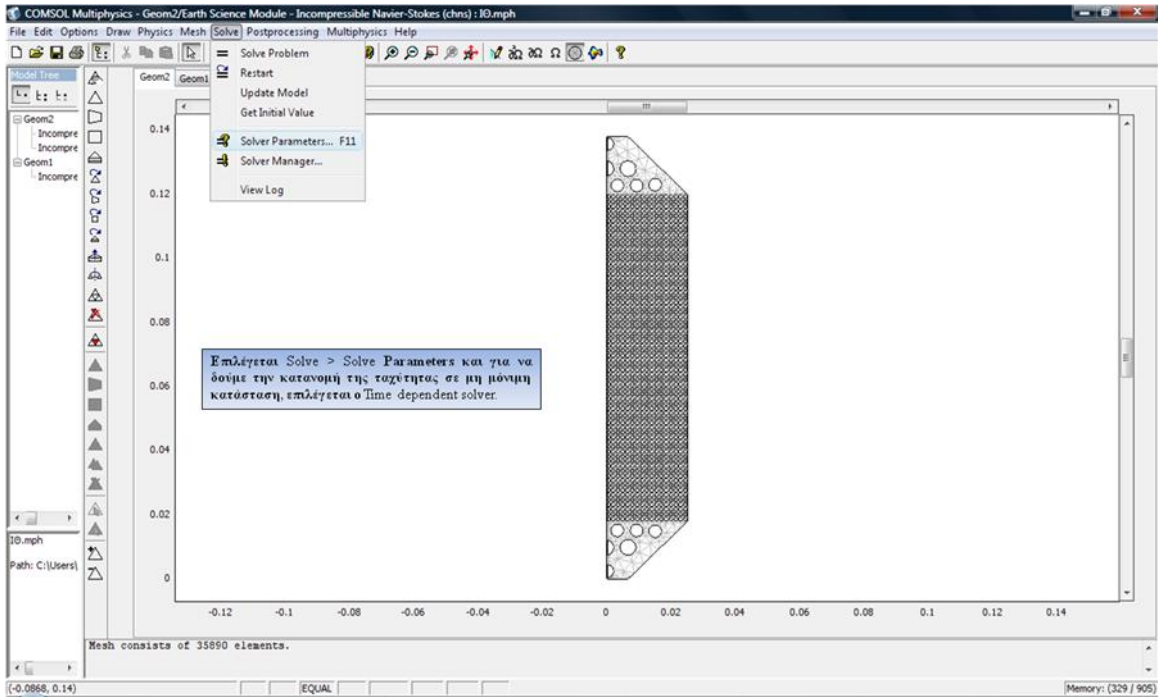 COMSOL Multiphysics - Geom2/Earth Science Module - Incompressible Navier-Stokes (chns) : ΙΘ.mph
File Edit Options Draw Physics Mesh Solve Postprocessing Multiphysics Help
Model Tree
Geom2
Incompre
Incompre
Geom1
Incompre
Geom2 Geom1
Solve Problem
Restart
Update Model
Get Initial Value
Solver Parameters... F11
Solver Manager...
View Log
0.14
0.12
0.1
0.08
0.06
0.04
0.02
0
Επιλέγεται Solve > Solve Parameters και για να
δούμε την κατανομή της ταχύτητας σε μη μόνιμη
κατάσταση, επιλέγεται ο Time dependent solver.
-0.12 -0.1 -0.08 -0.06 -0.04 -0.02 0 0.02 0.04 0.06 0.08 0.1 0.12 0.14
ΙΘ.mph
Path: C:\Users\
Mesh consists of 35890 elements.
(-0.0868, 0.14) EQUAL Memory: (329 / 905)